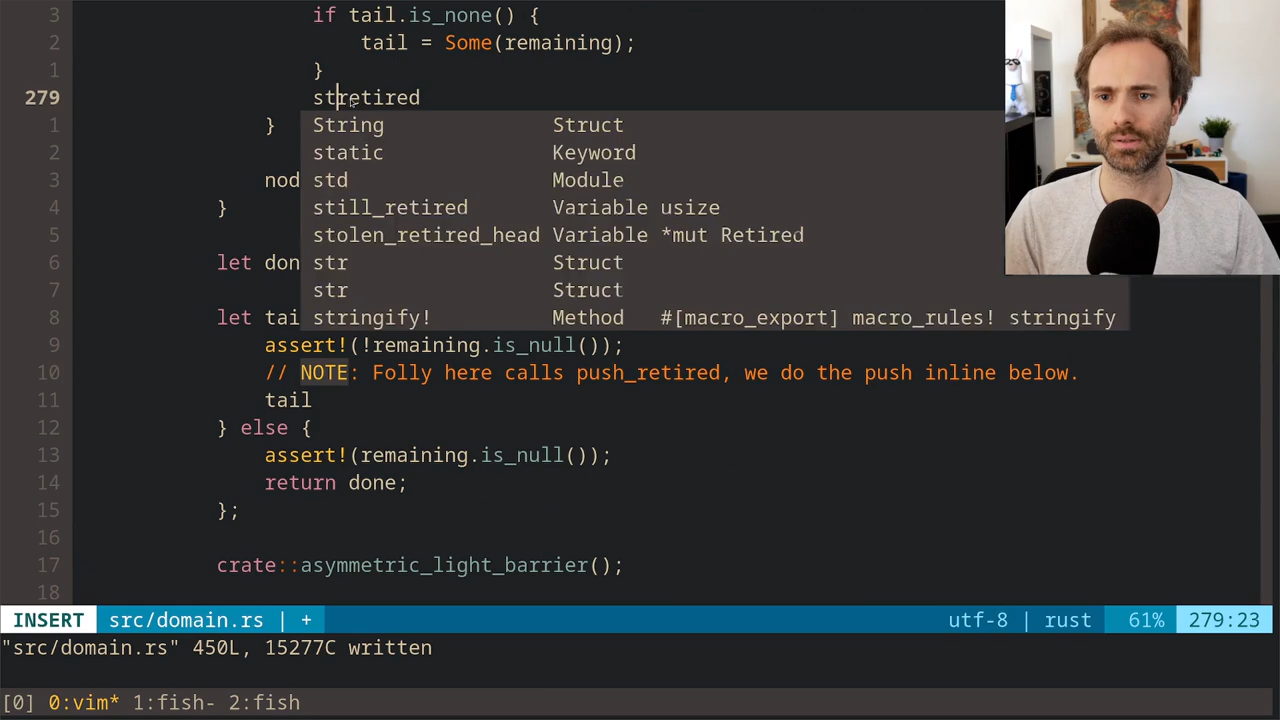 3 if tail.is_none() {
2 tail = Some(remaining);
1 }
279 stretired
1 } String Struct
2 static Keyword
3 nod std Module
4 } still_retired Variable usize
5 stolen_retired_head Variable *mut Retired
6 let don str Struct
7 str Struct
8 let tai stringify! Method #[macro_export] macro_rules! stringify
9 assert!(!remaining.is_null());
10 // NOTE: Folly here calls push_retired, we do the push inline below.
11 tail
12 } else {
13 assert!(remaining.is_null());
14 return done;
15 };
16
17 crate::asymmetric_light_barrier();
18
INSERT src/domain.rs | + utf-8 | rust 61% 279:23
"src/domain.rs" 450L, 15277C written
[0] 0:vim* 1:fish- 2:fish